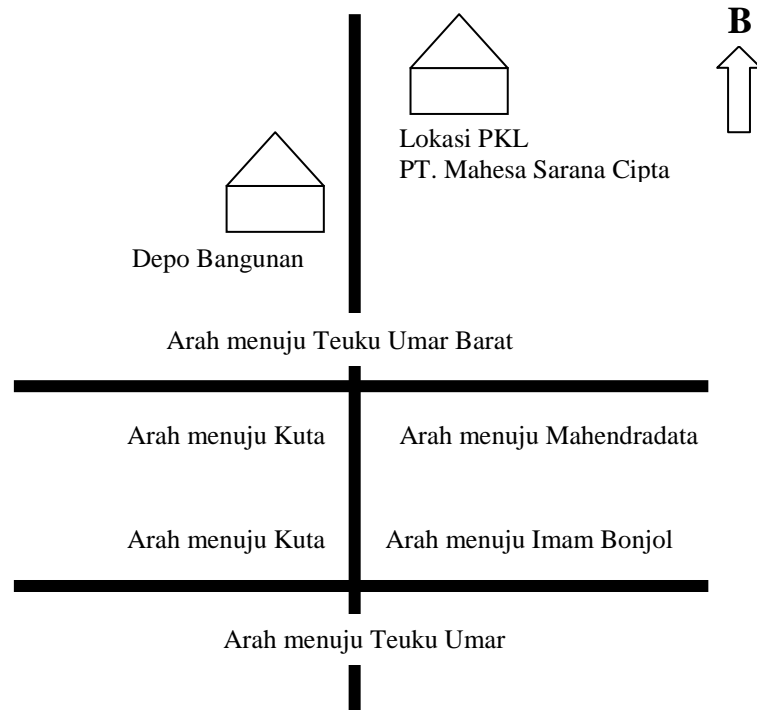 B
Lokasi PKL
PT. Mahesa Sarana Cipta
Depo Bangunan
Arah menuju Teuku Umar Barat
Arah menuju Kuta
Arah menuju Mahendradata
Arah menuju Kuta
Arah menuju Imam Bonjol
Arah menuju Teuku Umar